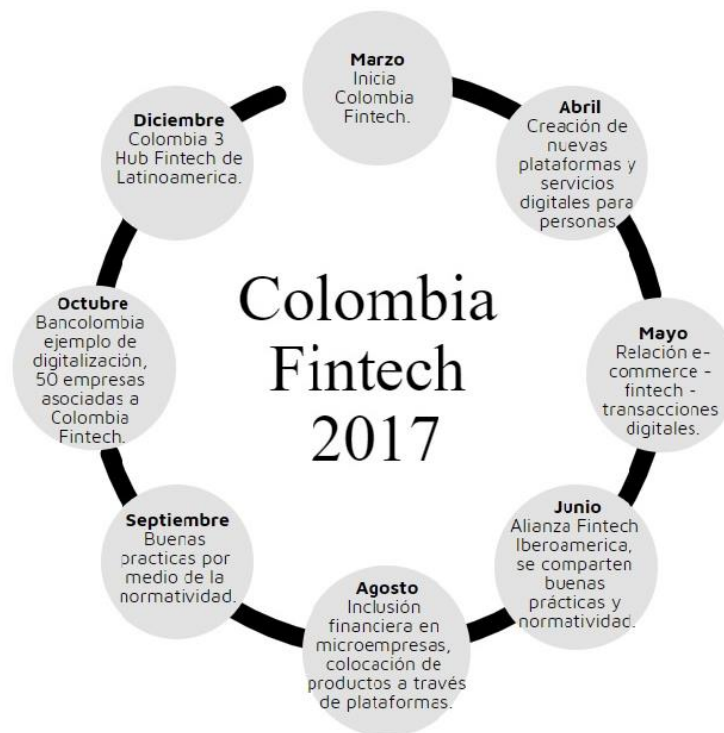 Marzo
Inicia
Colombia
Fintech.
Abril
Creación de
nuevas
plataformas y
servicios
digitales para
personas
Mayo
Relación e-
commerce -
fintech -
transacciones
digitales.
Junio
Alianza Fintech
Iberoamerica,
se comparten
buenas
prácticas y
normatividad.
Agosto
Inclusión
financiera en
microempresas,
colocación de
productos a través
de plataformas.
Septiembre
Buenas
practicas por
medio de la
normatividad.
Octubre
Bancolombia
ejemplo de
digitalización,
50 empresas
asociadas a
Colombia
Fintech.
Diciembre
Colombia 3
Hub Fintech de
Latinoamerica.
Colombia
Fintech
2017